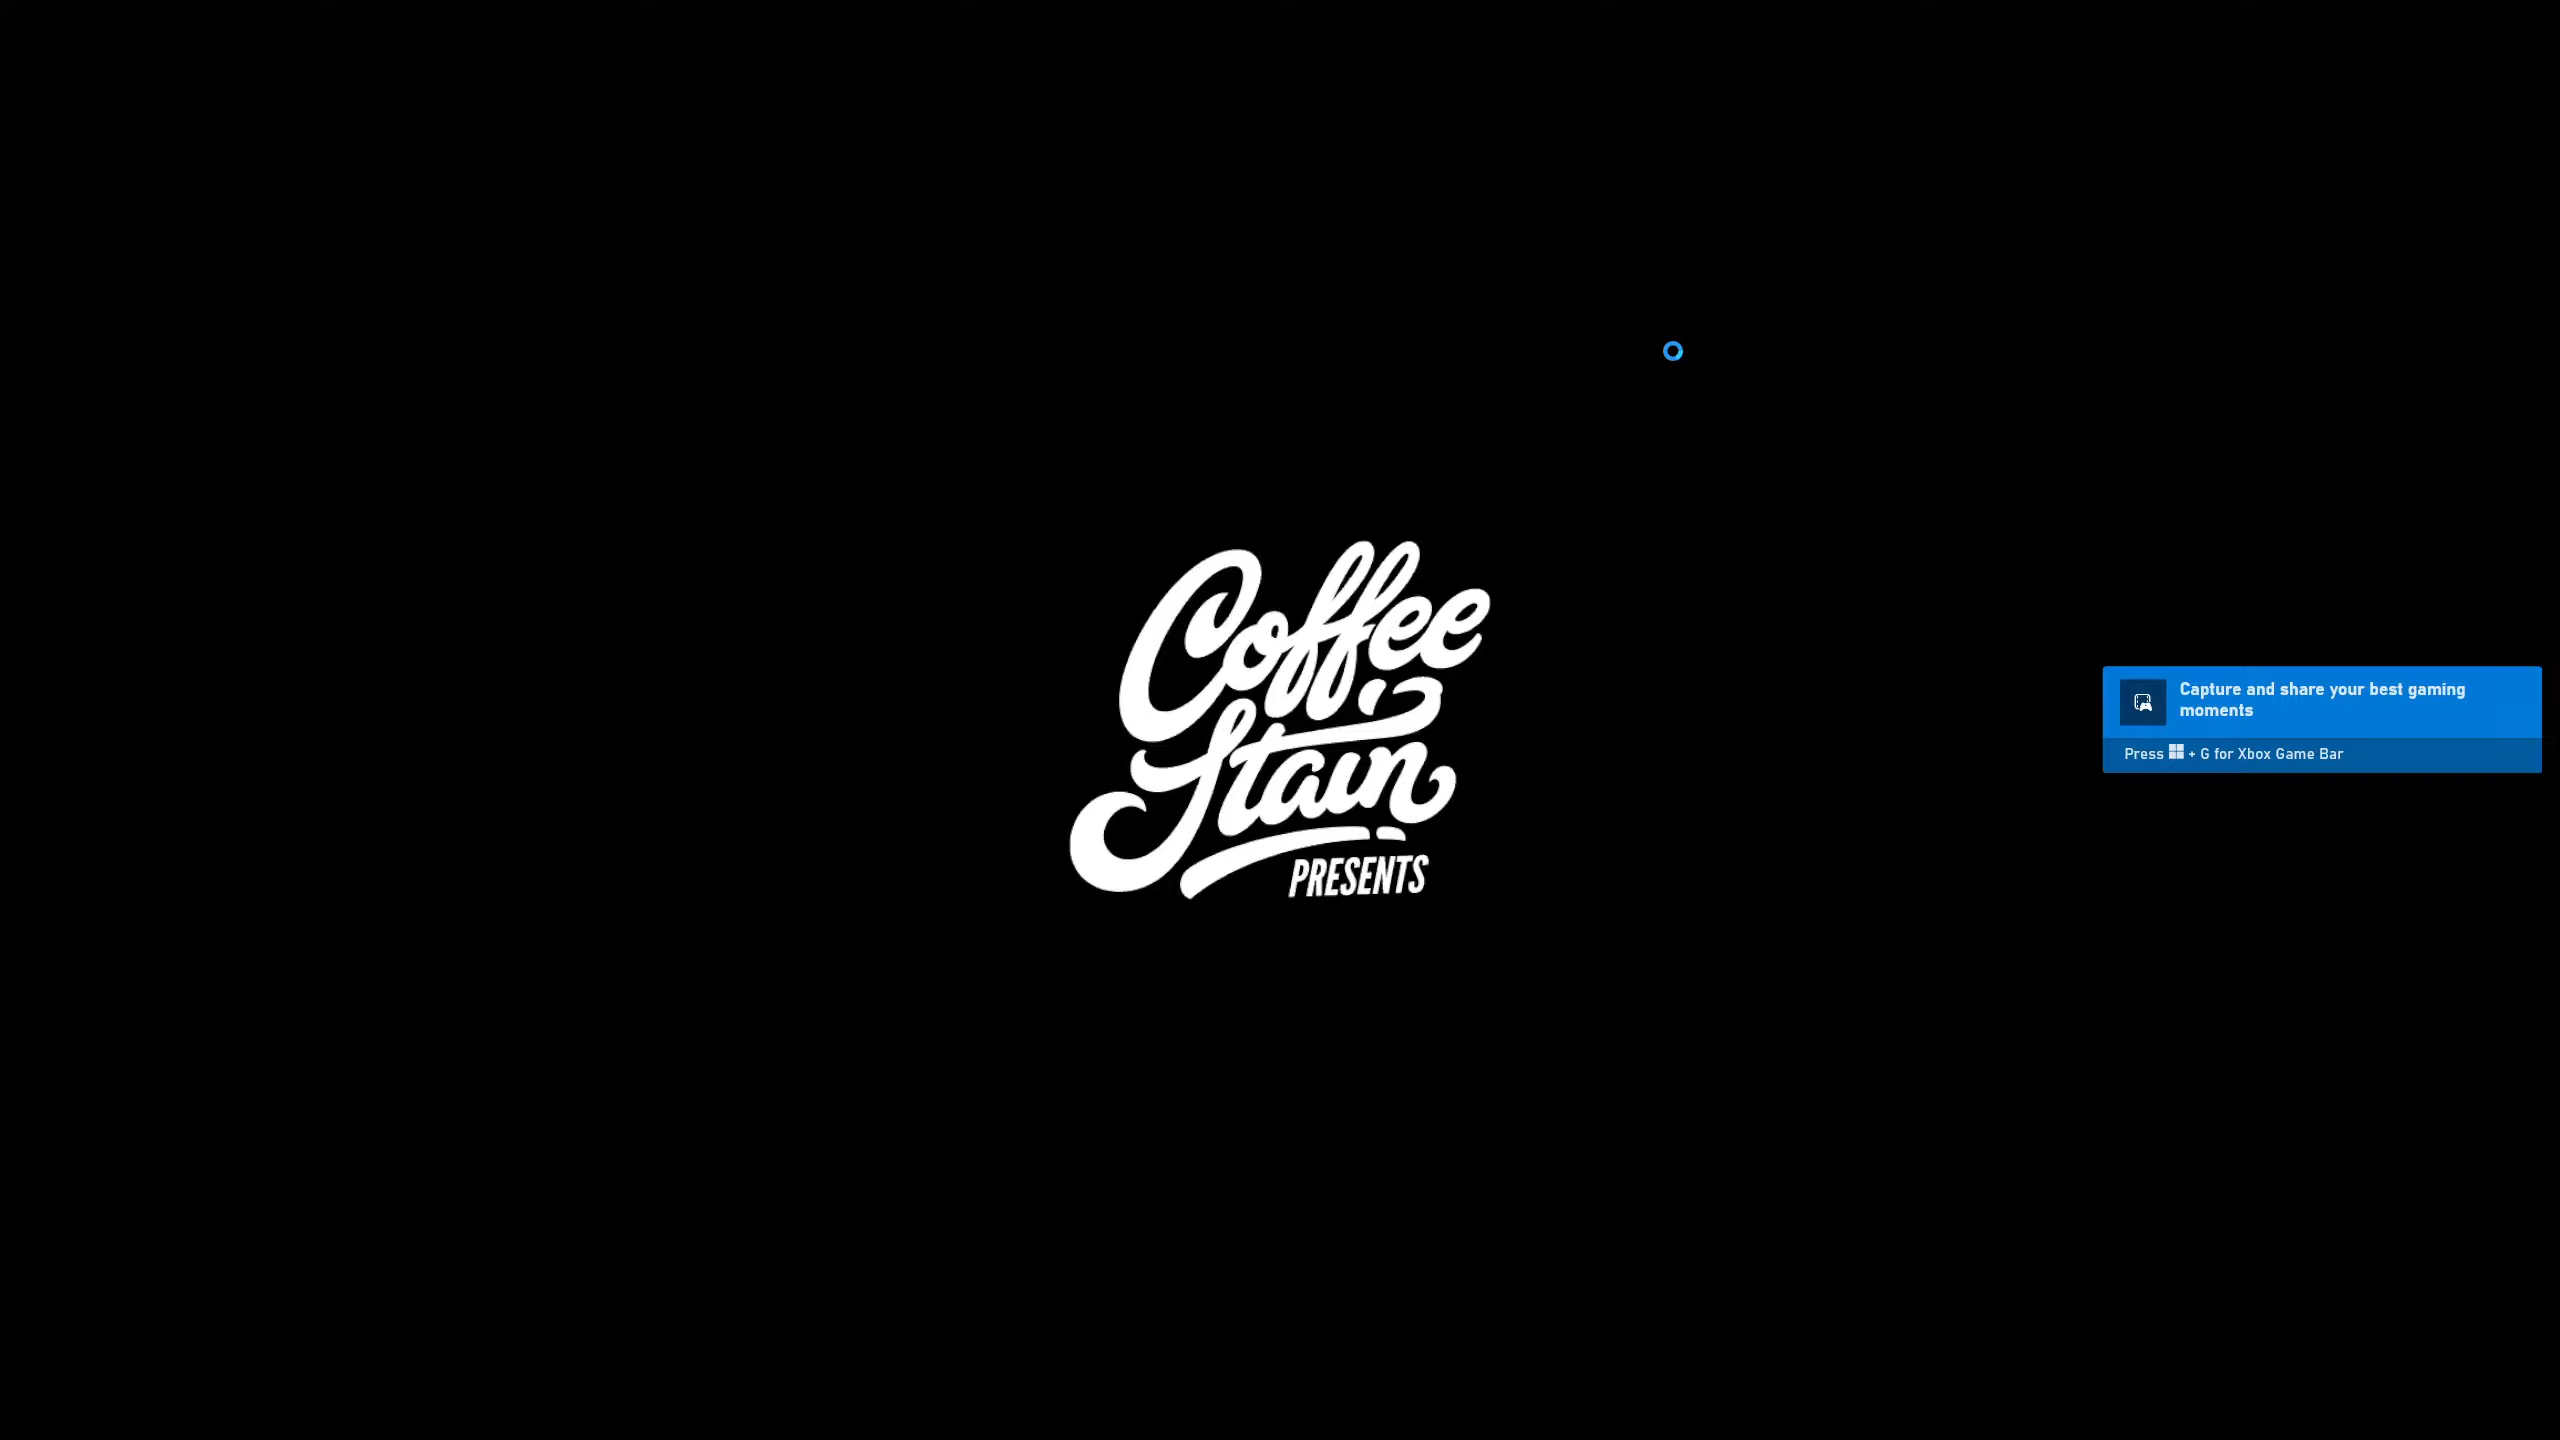 Coffee
Stain
PRESENTS
Capture and share your best gaming
moments
Press + G for Xbox Game Bar